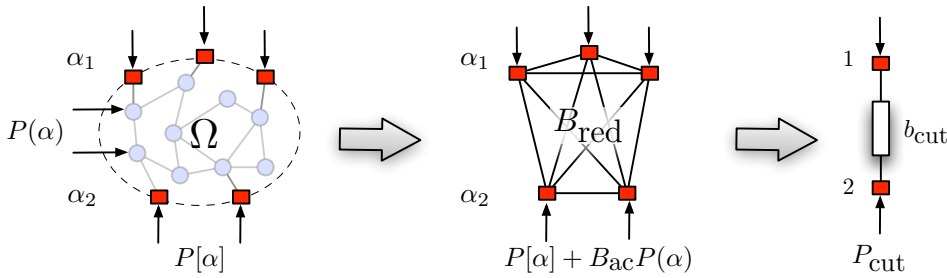 α₁
P(α)
Ω
α₂
P[α]
α₁
B_red
α₂
P[α] + B_ac P(α)
1
b_cut
2
P_cut